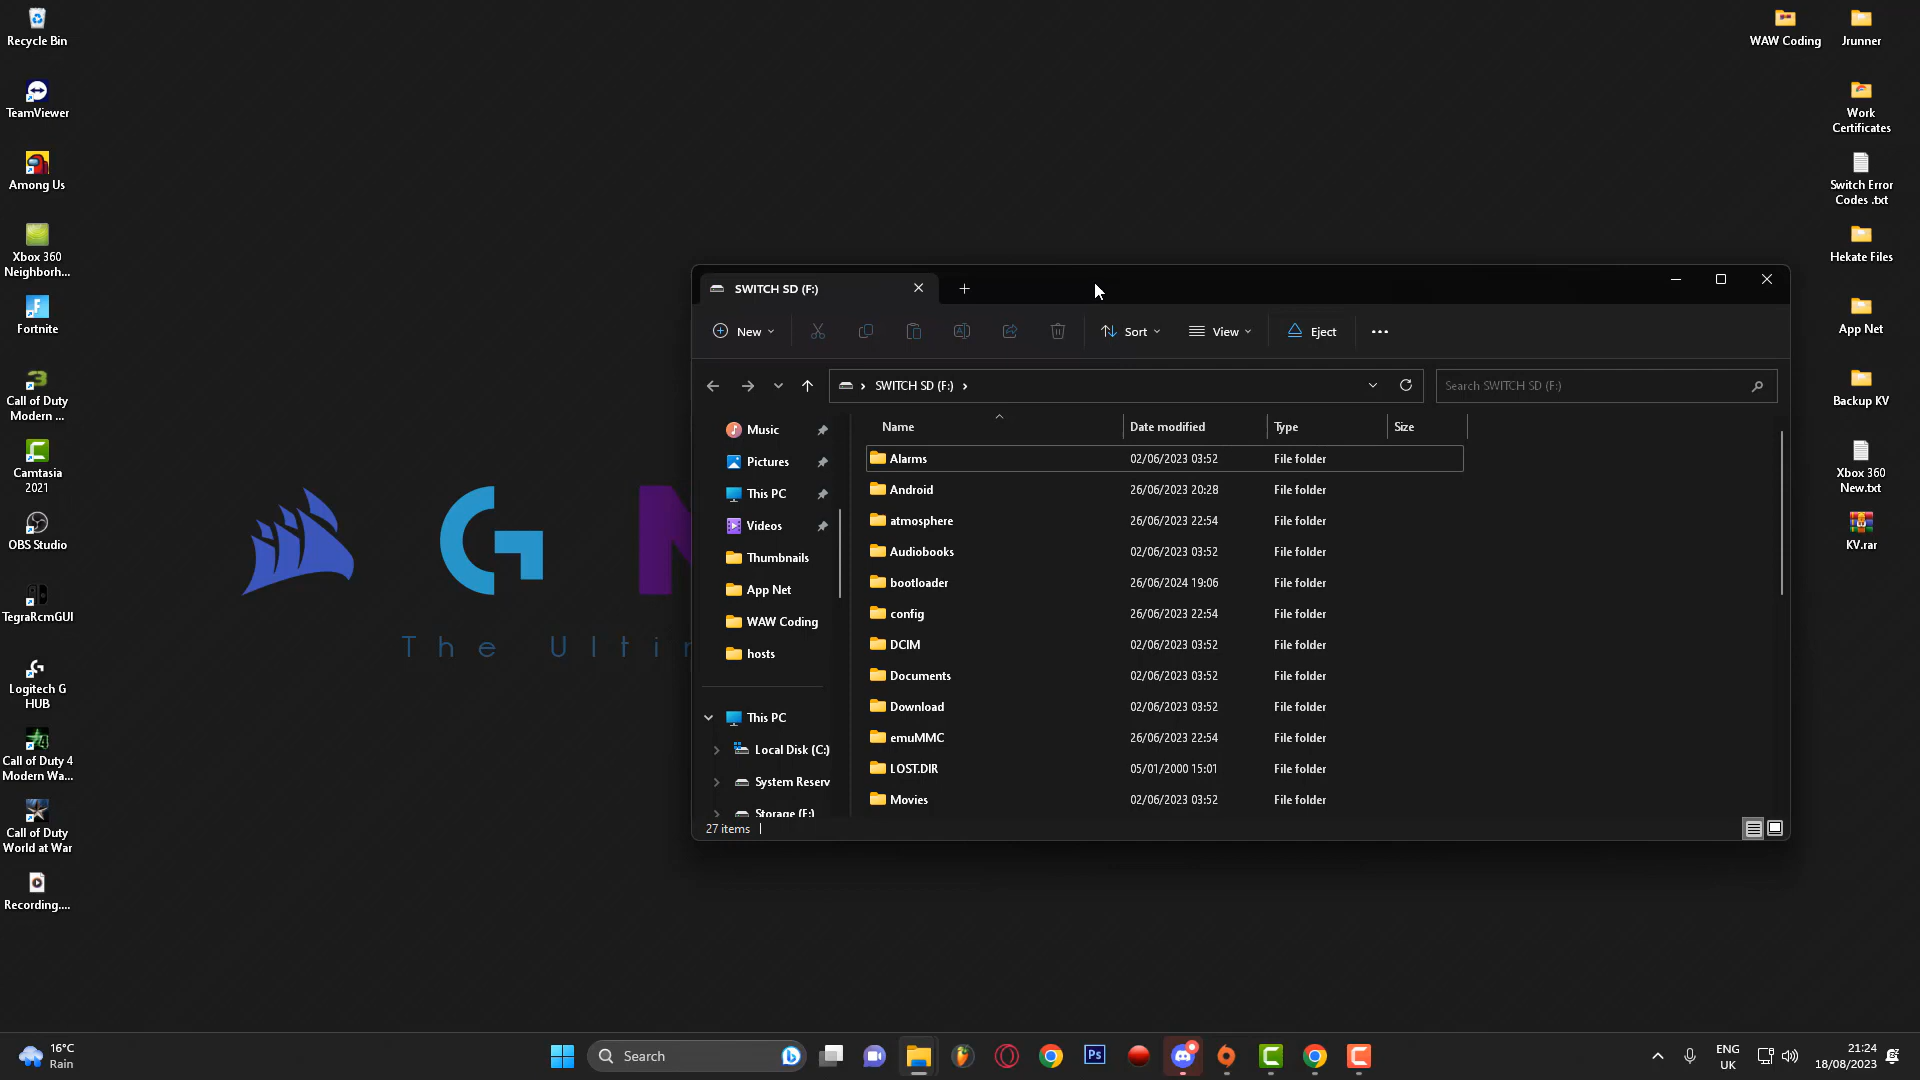 Recycle Bin
TeamViewer
Among Us
Xbox 360
Neighborh...
Fortnite
Call of Duty
Modern ...
Camtasia
2021
OBS Studio
TegraRcmGUI
Logitech G
HUB
Call of Duty 4
Modern Wa...
Call of Duty
World at War
Recording....
The Ulti
SWITCH SD (F:)
New
Sort
View
Eject
SWITCH SD (F:)
Search SWITCH SD (F:)
Music
Pictures
This PC
Videos
Thumbnails
App Net
WAW Coding
hosts
This PC
Local Disk (C:)
System Reserv
Storage (E:)
Name Date modified Type Size
Alarms 02/06/2023 03:52 File folder
Android 26/06/2023 20:28 File folder
atmosphere 26/06/2023 22:54 File folder
Audiobooks 02/06/2023 03:52 File folder
bootloader 26/06/2024 19:06 File folder
config 26/06/2023 22:54 File folder
DCIM 02/06/2023 03:52 File folder
Documents 02/06/2023 03:52 File folder
Download 02/06/2023 03:52 File folder
emuMMC 26/06/2023 22:54 File folder
LOST.DIR 05/01/2000 15:01 File folder
Movies 02/06/2023 03:52 File folder
27 items
WAW Coding
Jrunner
Work
Certificates
Switch Error
Codes .txt
Hekate Files
App Net
Backup KV
Xbox 360
New.txt
KV.rar
16°C
Rain
Search
Ps
ENG
UK
21:24
18/08/2023